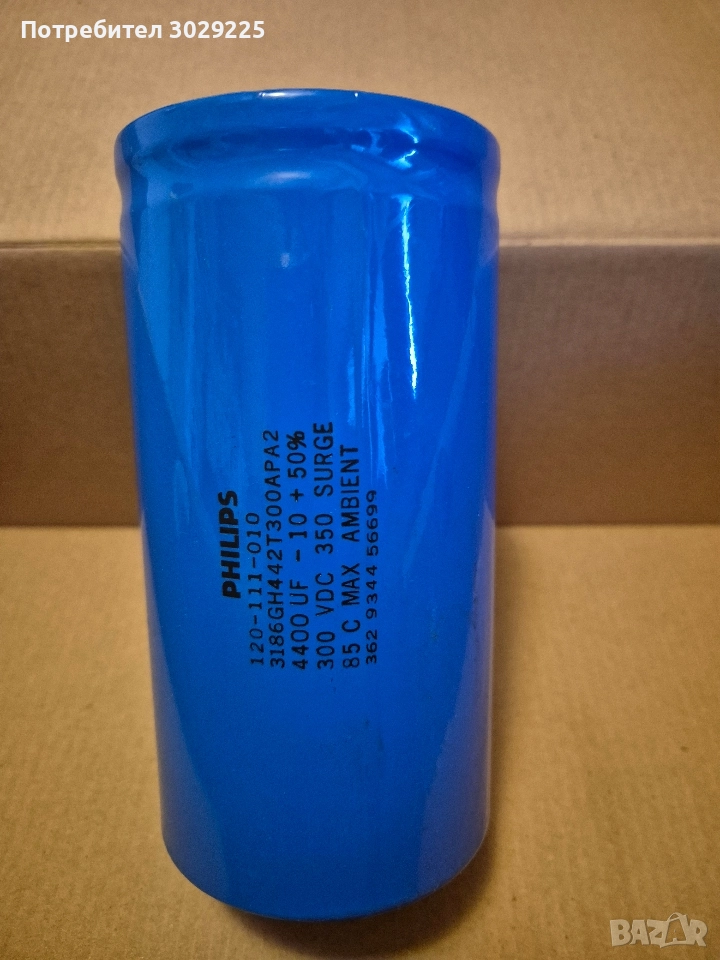 Потребител 3029225
PHILIPS
120-111-010
3186GH442T300APA2
4400 UF - 10 + 50%
300 VDC 350 SURGE
85 C MAX AMBIENT
362 9344 56699
BAZAR